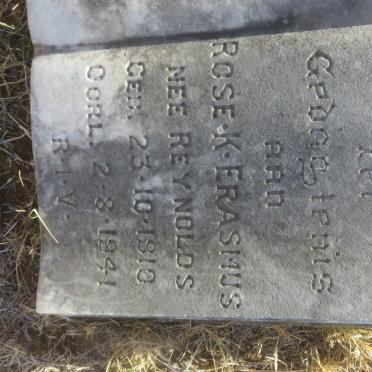 Gedagtenis
aan
ROSE.K.ERASMUS
NEE REYNOLDS
GEB. 23.10.1910
OORL. 2.8.1941
R.I.V.